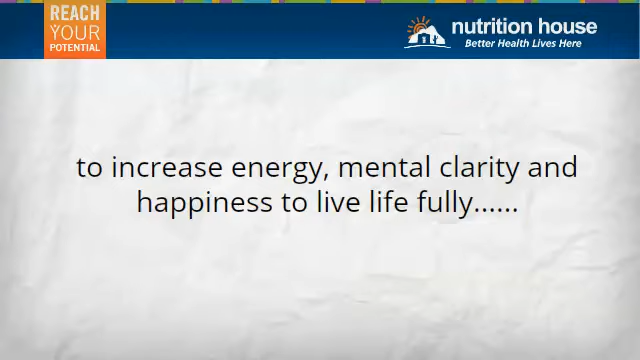 REACH
YOUR
POTENTIAL
nutrition house
Better Health Lives Here
to increase energy, mental clarity and
happiness to live life fully......